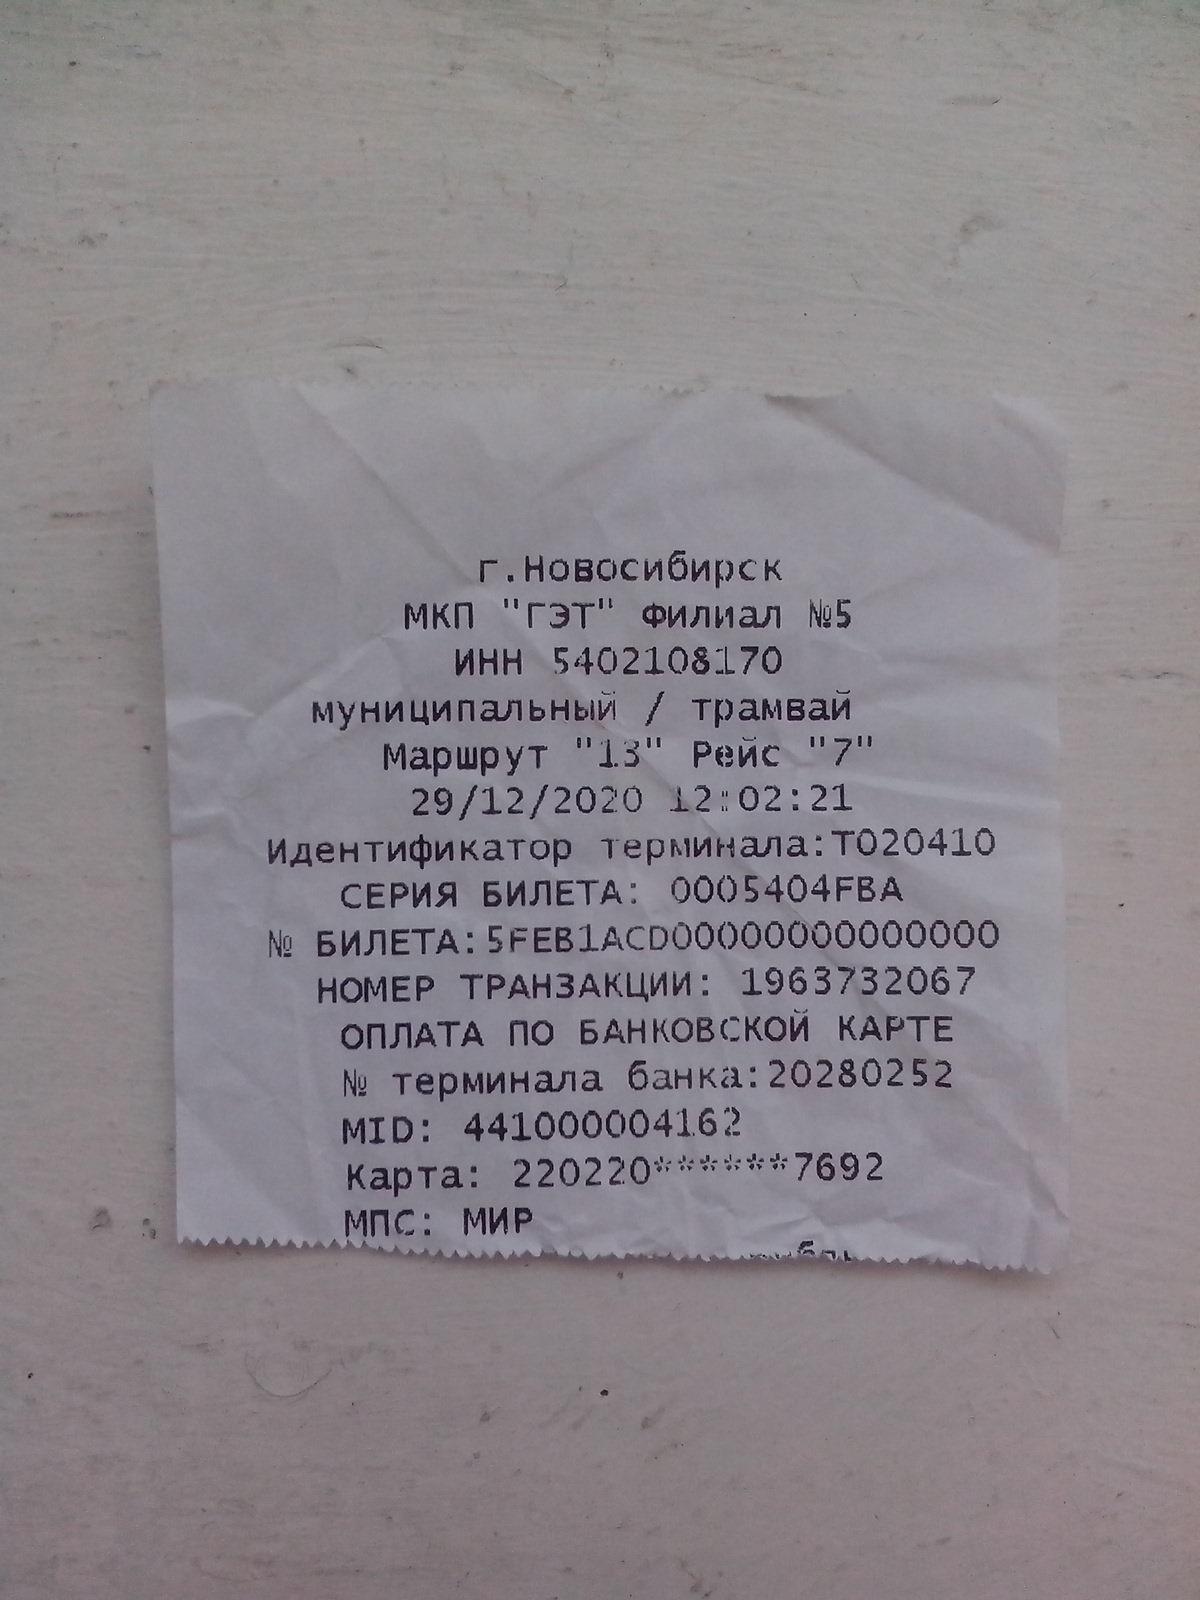 г.Новосибирск
МКП "ГЭТ" Филиал №5
ИНН 5402108170
муниципальный / трамвай
Маршрут "13" Рейс "7"
29/12/2020 12:02:21
Идентификатор терминала:T020410
СЕРИЯ БИЛЕТА: 0005404FBA
№ БИЛЕТА:5FEB1ACD00000000000000
НОМЕР ТРАНЗАКЦИИ: 1963732067
ОПЛАТА ПО БАНКОВСКОЙ КАРТЕ
№ терминала банка:20280252
MID: 441000004162
Карта: 220220******7692
МПС: МИР